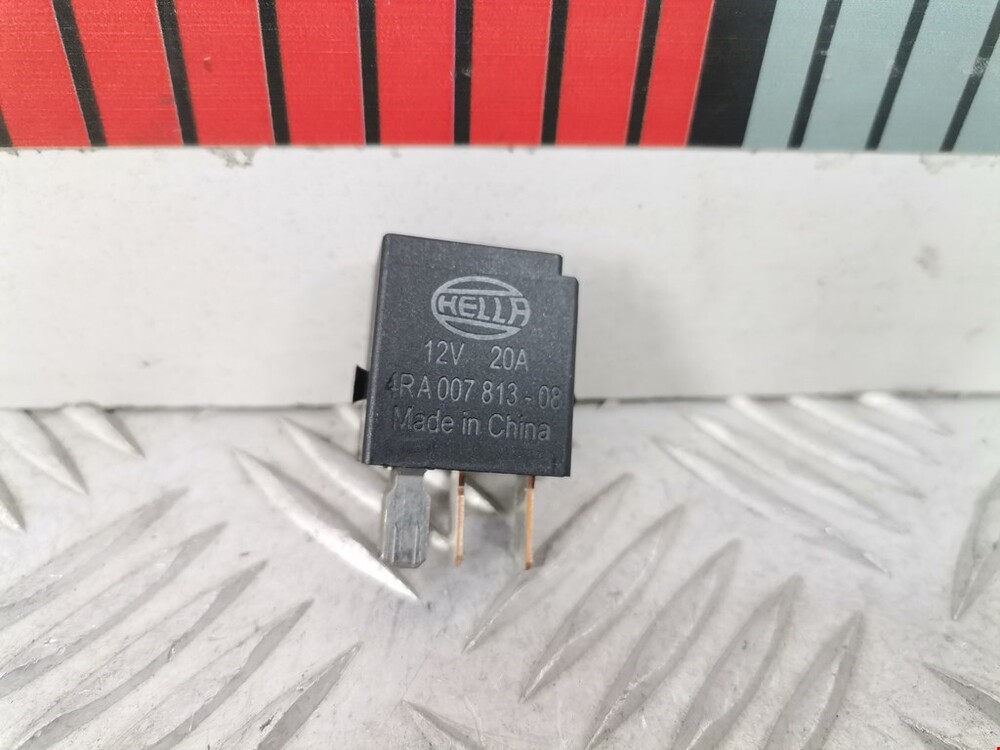 HELLA
12V 20A
4RA 007 813 - 08
Made in China